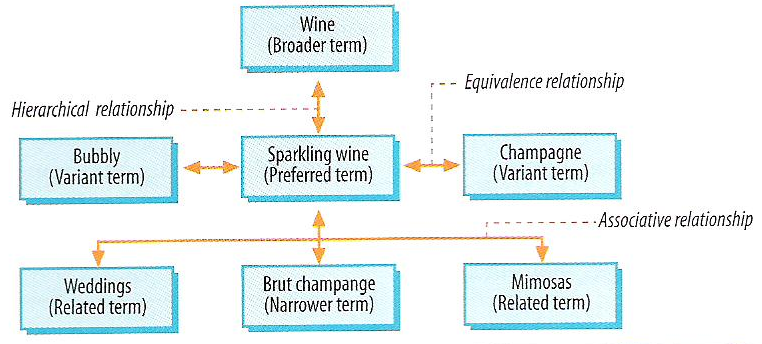 Wine
(Broader term)
Equivalence relationship
Hierarchical relationship
Bubbly
(Variant term)
Sparkling wine
(Preferred term)
Champagne
(Variant term)
Associative relationship
Weddings
(Related term)
Brut champange
(Narrower term)
Mimosas
(Related term)